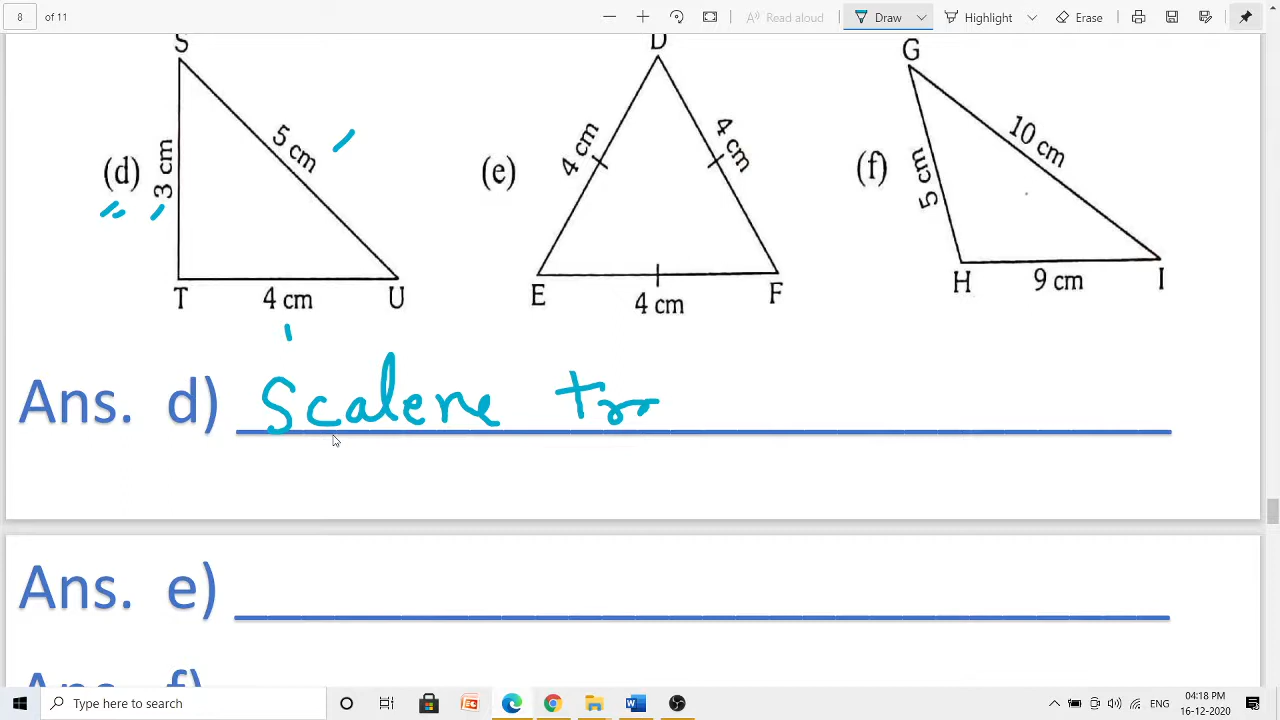 8 of 11 Read aloud Draw Highlight Erase
S D G
(d) 3 cm 5 cm (e) 4 cm 4 cm (f) 5 cm 10 cm
T 4 cm U E 4 cm F H 9 cm I
Ans. d) Scalene
Ans. e)
Ans. f)
Type here to search ENG 04:18 PM
16-12-2020